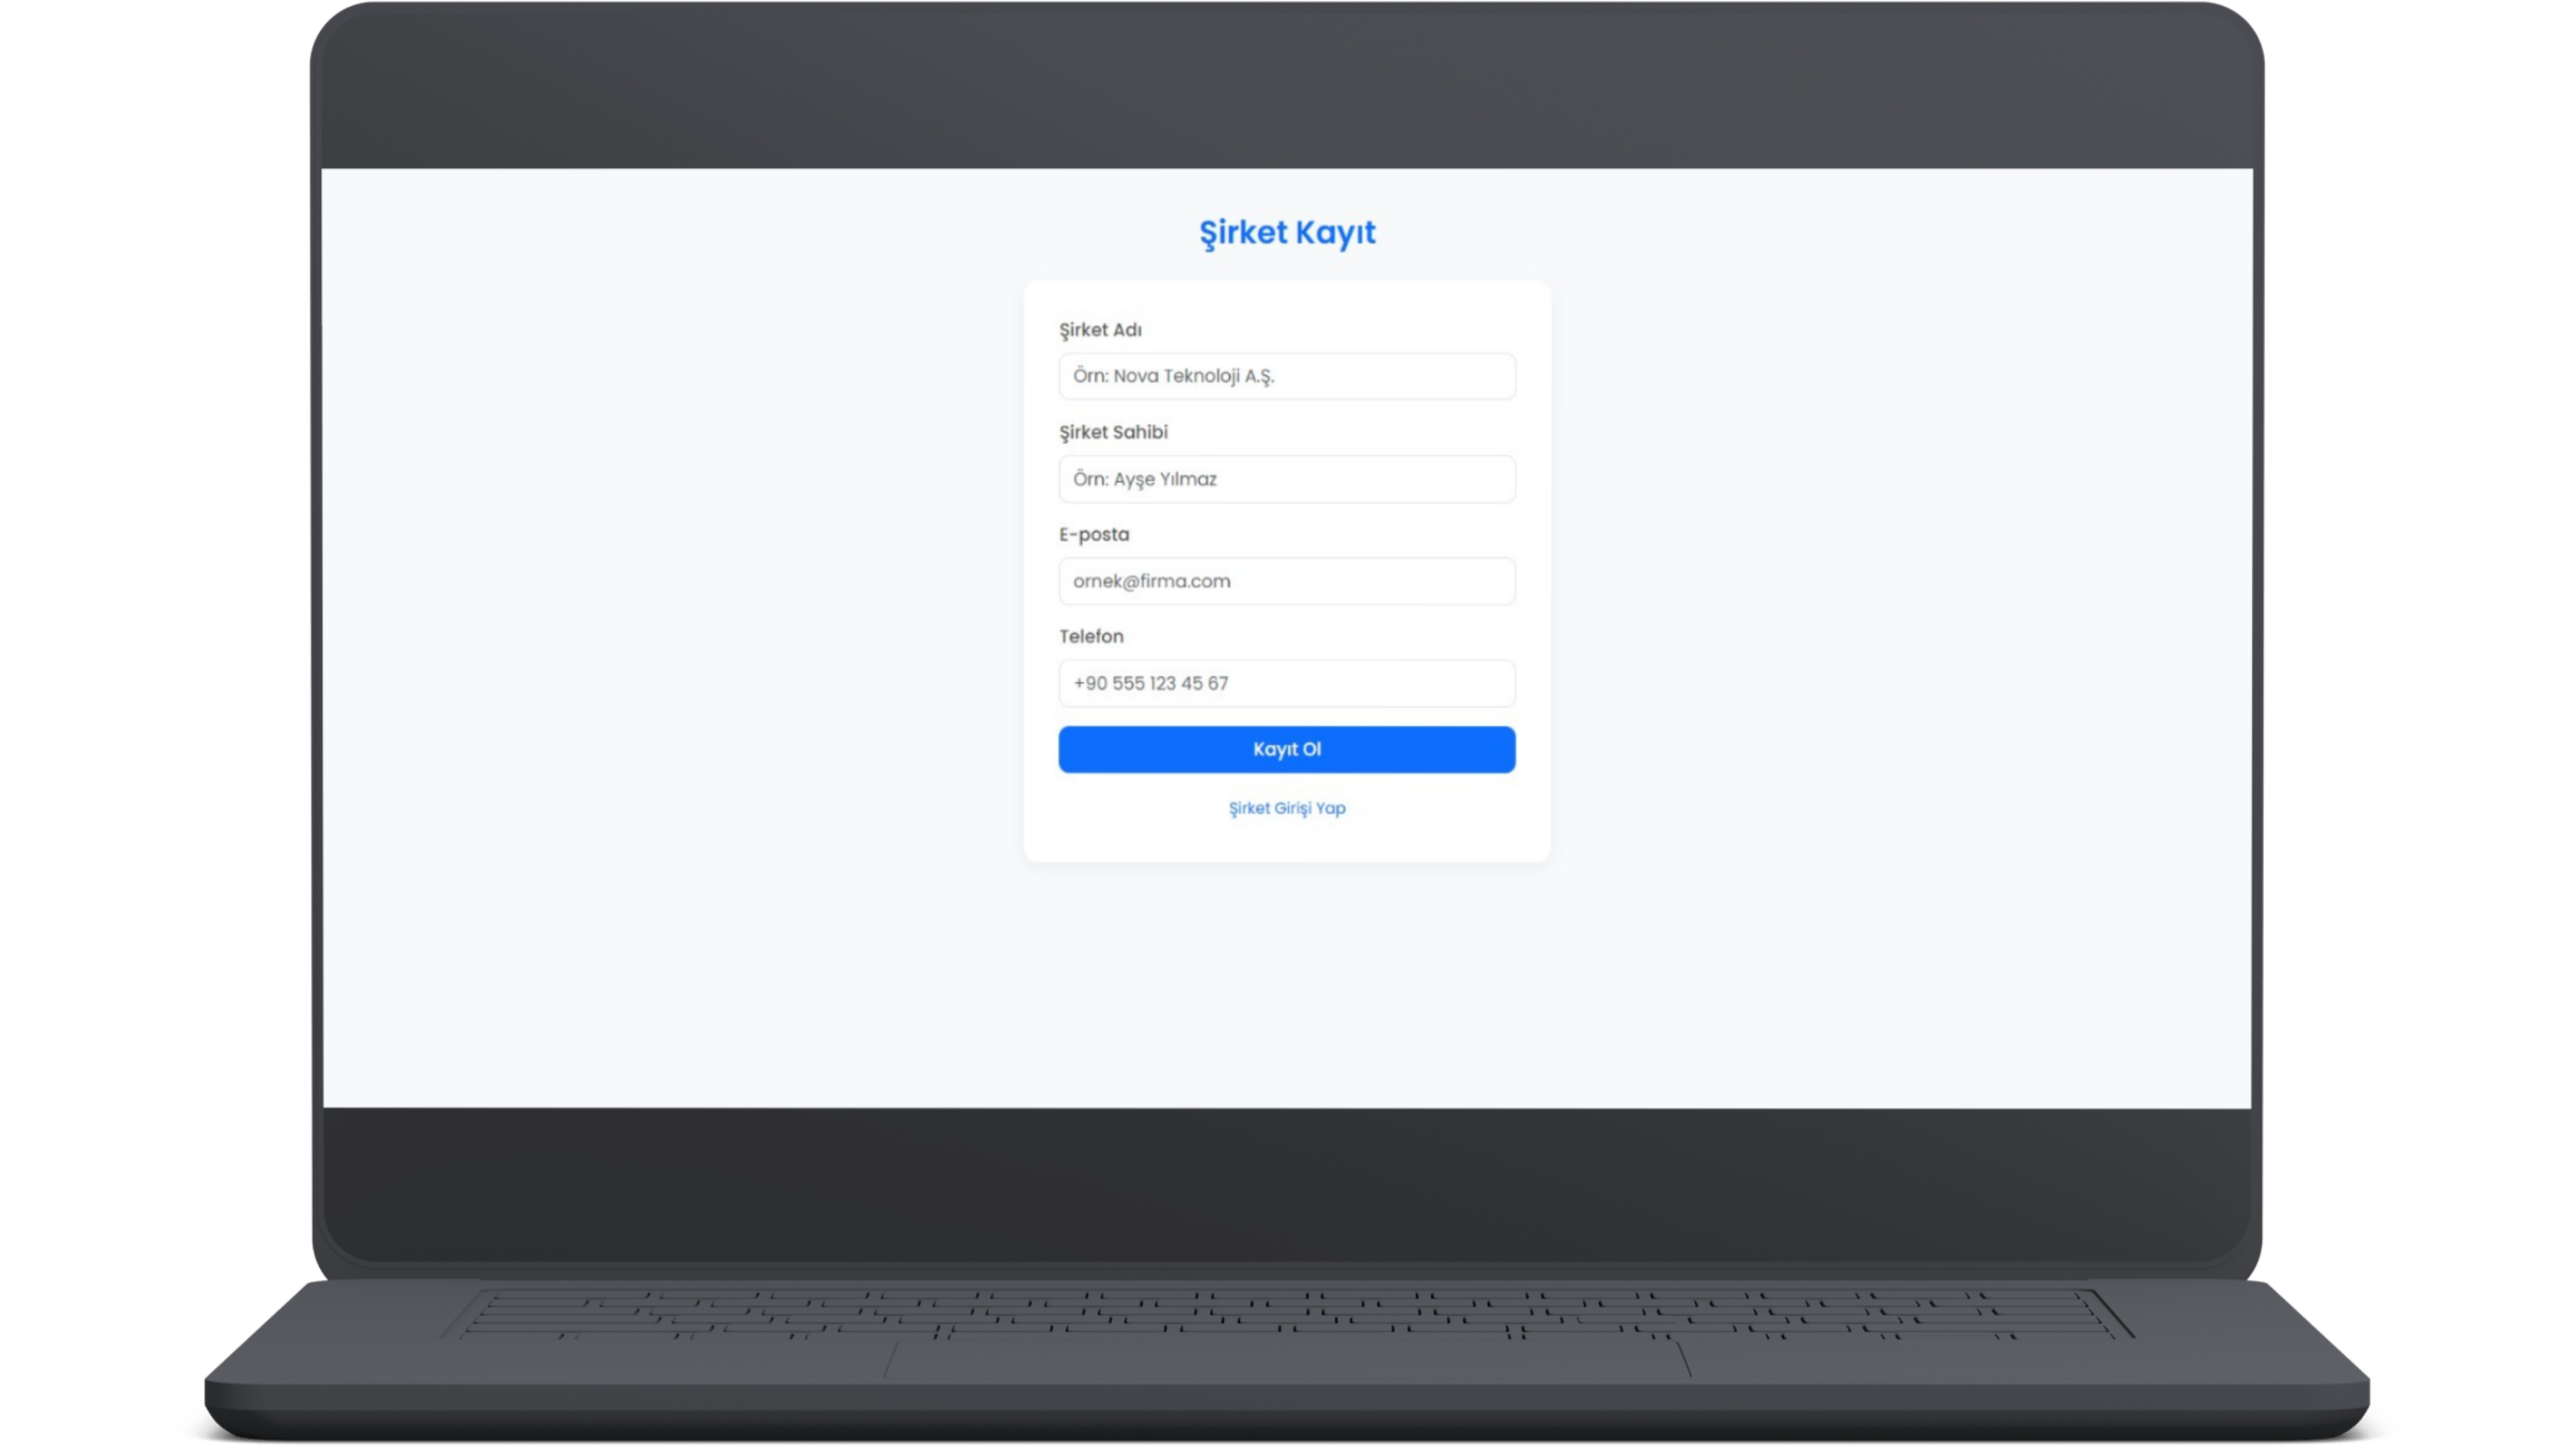 Şirket Kayıt
Şirket Adı
Örn: Nova Teknoloji A.Ş.
Şirket Sahibi
Örn: Ayşe Yılmaz
E-posta
ornek@firma.com
Telefon
+90 555 123 45 67
Kayıt Ol
Şirket Girişi Yap